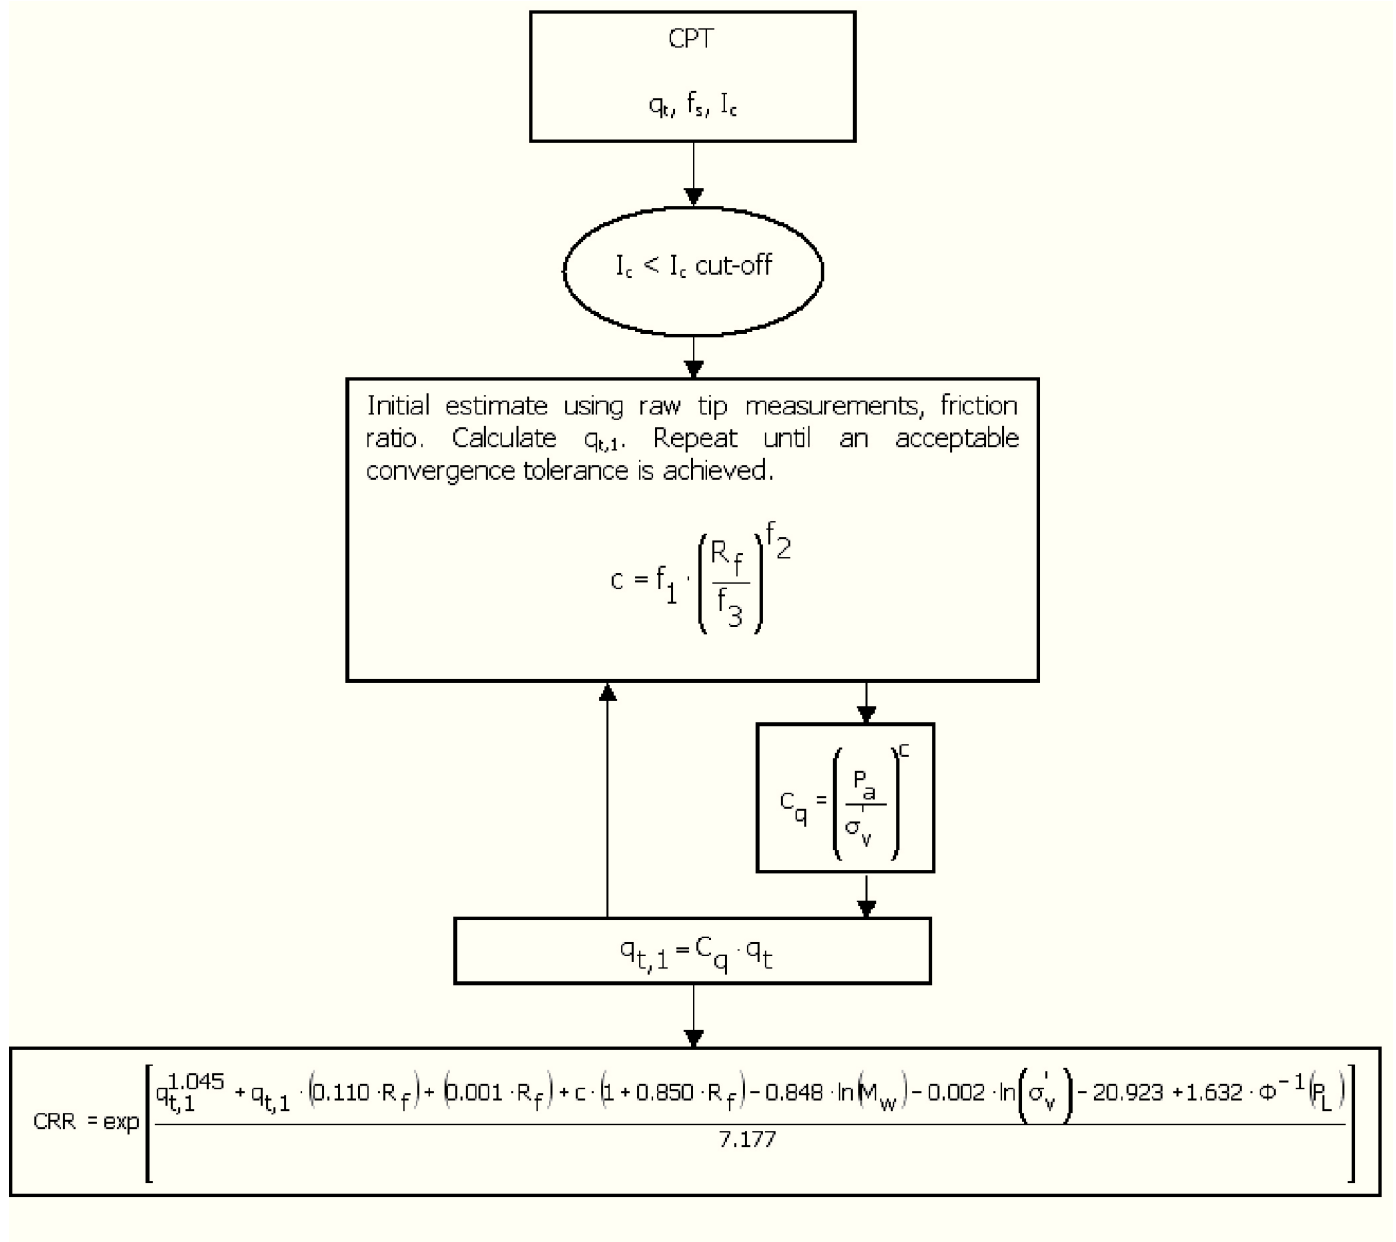 CPT
qt, fs, Ic
Ic < Ic cut-off
Initial estimate using raw tip measurements, friction
ratio. Calculate qt,1. Repeat until an acceptable
convergence tolerance is achieved.
c = f1 · (Rf / f3)^f2
Cq = (Pa / σ'v)^c
qt,1 = Cq · qt
CRR = exp [ (qt,1^1.045 + qt,1 · (0.110 · Rf) + (0.001 · Rf) + c · (1 + 0.850 · Rf) − 0.848 · ln(Mw) − 0.002 · ln(σ'v) − 20.923 + 1.632 · Φ^−1 (PL)) / 7.177 ]